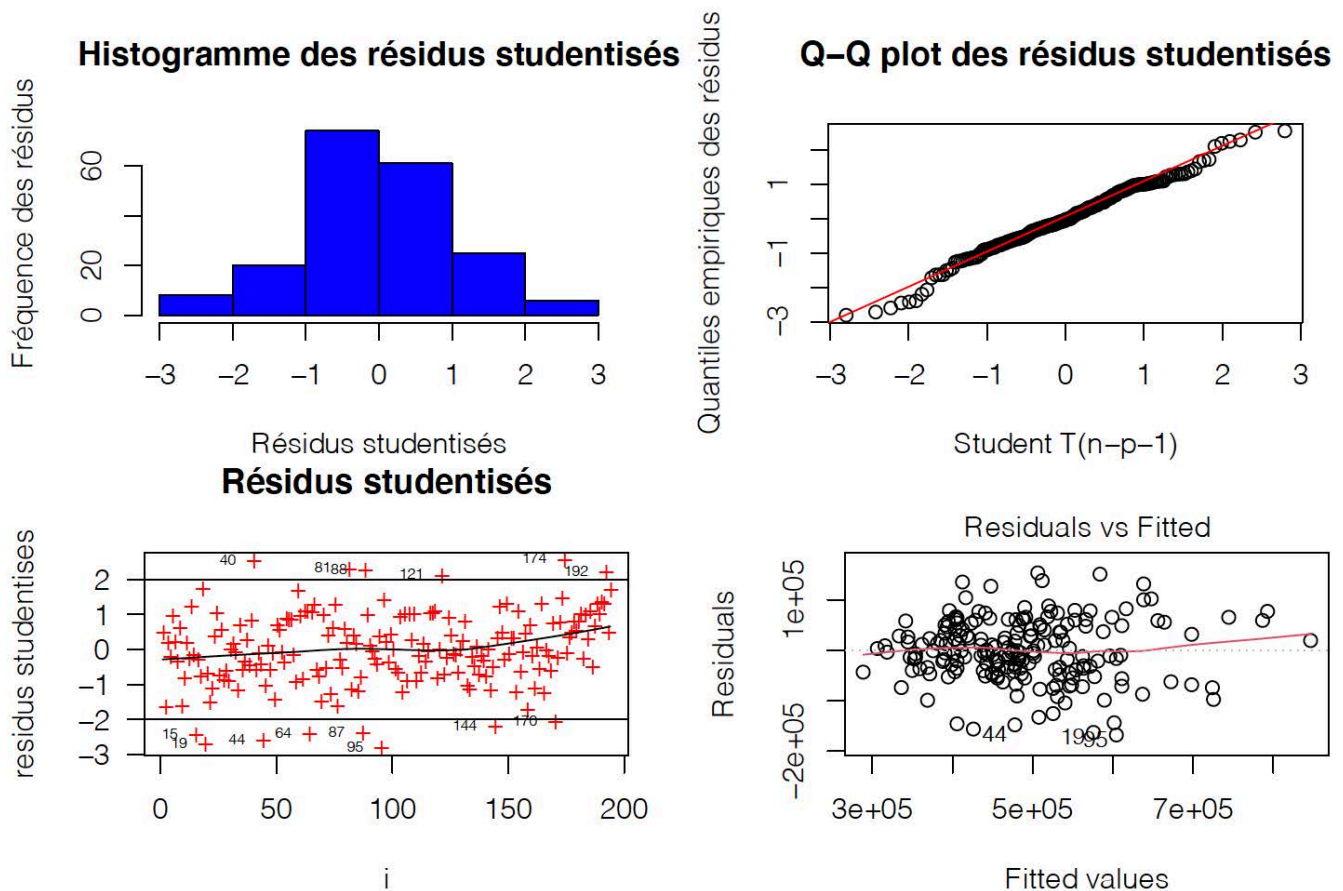 Histogramme des résidus studentisés
Fréquence des résidus
0
20
60
−3
−2
−1
0
1
2
3
Résidus studentisés
Q−Q plot des résidus studentisés
Quantiles empiriques des résidus
−3
−1
1
−3
−2
−1
0
1
2
3
Student T(n−p−1)
Résidus studentisés
residus studentises
−3
−2
−1
0
1
2
40
81
88
121
174
192
15
19
44
64
87
95
144
170
0
50
100
150
200
i
Residuals vs Fitted
Residuals
−2e+05
1e+05
44
19
95
3e+05
5e+05
7e+05
Fitted values